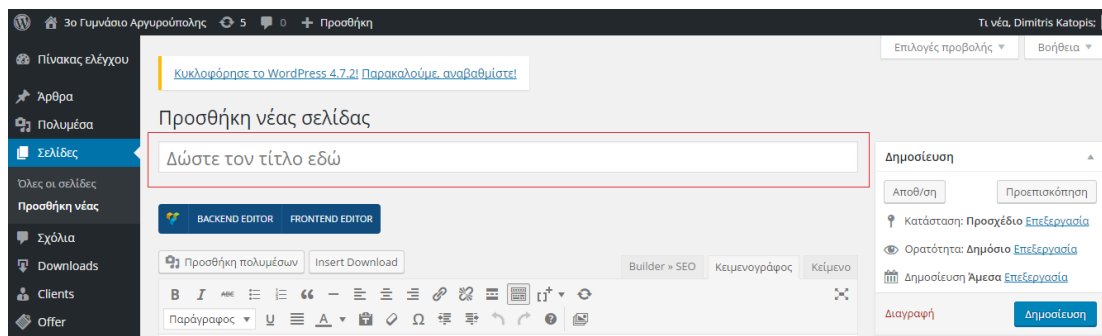 3ο Γυμνάσιο Αργυρούπολης 5 0 + Προσθήκη Τι νέα, Dimitris Katopis;
Επιλογές προβολής Βοήθεια
Πίνακας ελέγχου
Άρθρα
Πολυμέσα
Σελίδες
Όλες οι σελίδες
Προσθήκη νέας
Σχόλια
Downloads
Clients
Offer
Κυκλοφόρησε το WordPress 4.7.2! Παρακαλούμε, αναβαθμίστε!
Προσθήκη νέας σελίδας
Δώστε τον τίτλο εδώ
BACKEND EDITOR FRONTEND EDITOR
Προσθήκη πολυμέσων Insert Download
Builder » SEO Κειμενογράφος Κείμενο
B I ABC
Παράγραφος U A Ω
Δημοσίευση
Αποθ/ση Προεπισκόπηση
Κατάσταση: Προσχέδιο Επεξεργασία
Ορατότητα: Δημόσιο Επεξεργασία
Δημοσίευση Άμεσα Επεξεργασία
Διαγραφή Δημοσίευση